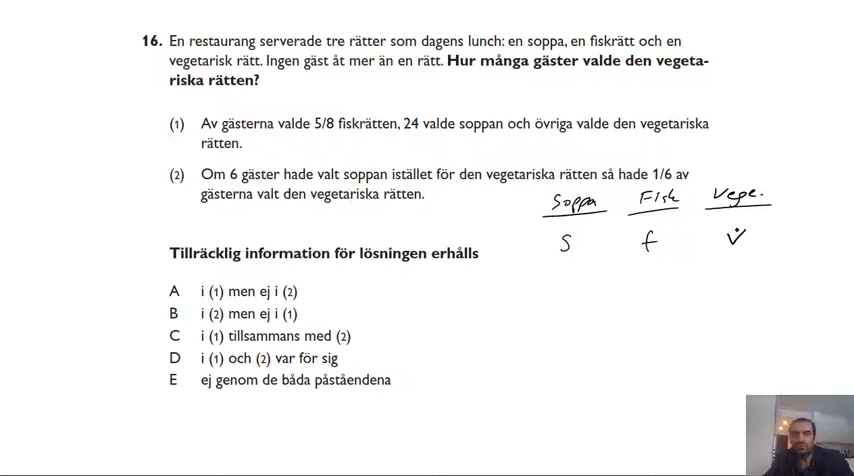 16. En restaurang serverade tre rätter som dagens lunch: en soppa, en fiskrätt och en
vegetarisk rätt. Ingen gäst åt mer än en rätt. Hur många gäster valde den vegeta-
riska rätten?
(1) Av gästerna valde 5/8 fiskrätten, 24 valde soppan och övriga valde den vegetariska
rätten.
(2) Om 6 gäster hade valt soppan istället för den vegetariska rätten så hade 1/6 av
gästerna valt den vegetariska rätten.
Soppa Fisk Vege.
S f v
Tillräcklig information för lösningen erhålls
A i (1) men ej i (2)
B i (2) men ej i (1)
C i (1) tillsammans med (2)
D i (1) och (2) var för sig
E ej genom de båda påståendena